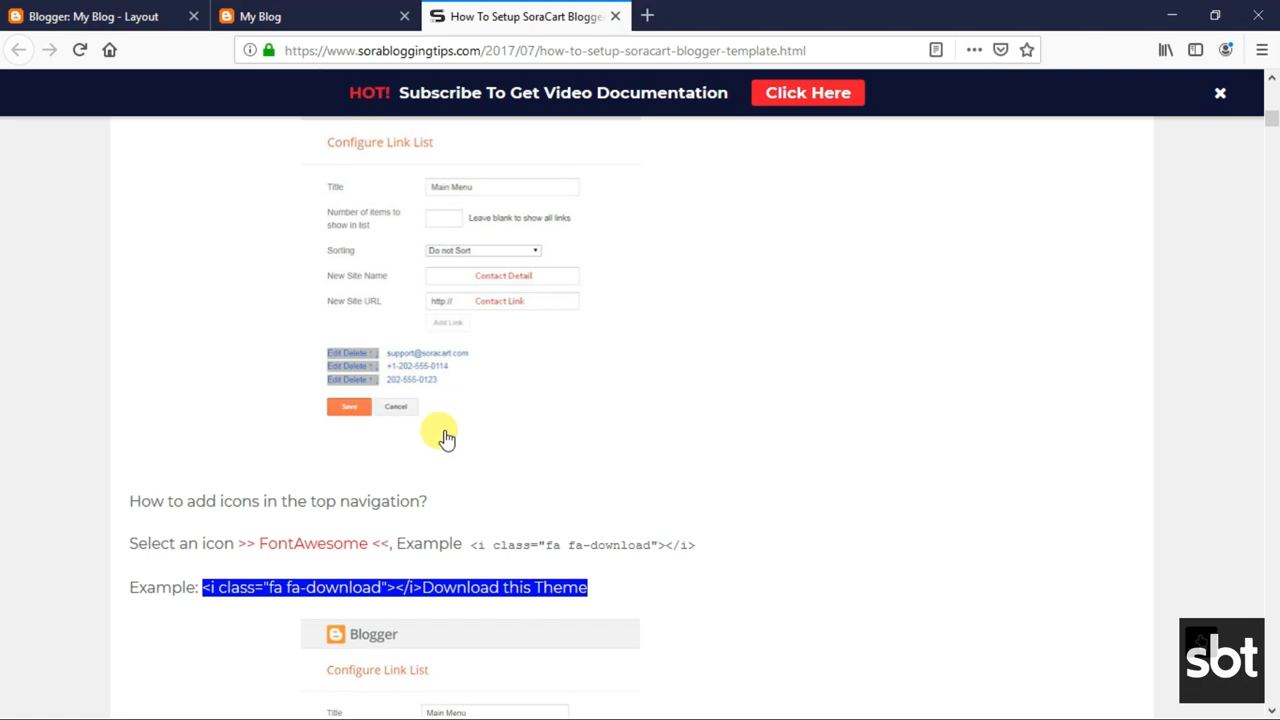 Blogger: My Blog - Layout
My Blog
How To Setup SoraCart Blogge
https://www.sorabloggingtips.com/2017/07/how-to-setup-soracart-blogger-template.html
HOT! Subscribe To Get Video Documentation
Click Here
Configure Link List
Title
Main Menu
Number of items to
show in list
Leave blank to show all links
Sorting
Do not Sort
New Site Name
Contact Detail
New Site URL
http://
Contact Link
Add Link
Edit Delete ↑ ↓ support@soracart.com
Edit Delete ↑ ↓ +1-202-555-0114
Edit Delete ↑ ↓ 202-555-0123
Save
Cancel
How to add icons in the top navigation?
Select an icon >> FontAwesome <<, Example <i class="fa fa-download"></i>
Example: <i class="fa fa-download"></i>Download this Theme
Blogger
Configure Link List
Title
Main Menu
sbt